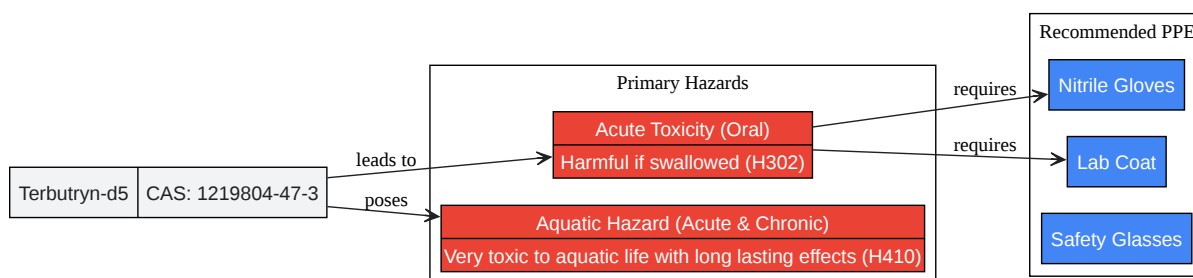 Recommended PPE
Primary Hazards
requires
Nitrile Gloves
Acute Toxicity (Oral)
Harmful if swallowed (H302)
requires
Lab Coat
leads to
Terbutryn-d5
CAS: 1219804-47-3
poses
Aquatic Hazard (Acute & Chronic)
Very toxic to aquatic life with long lasting effects (H410)
Safety Glasses